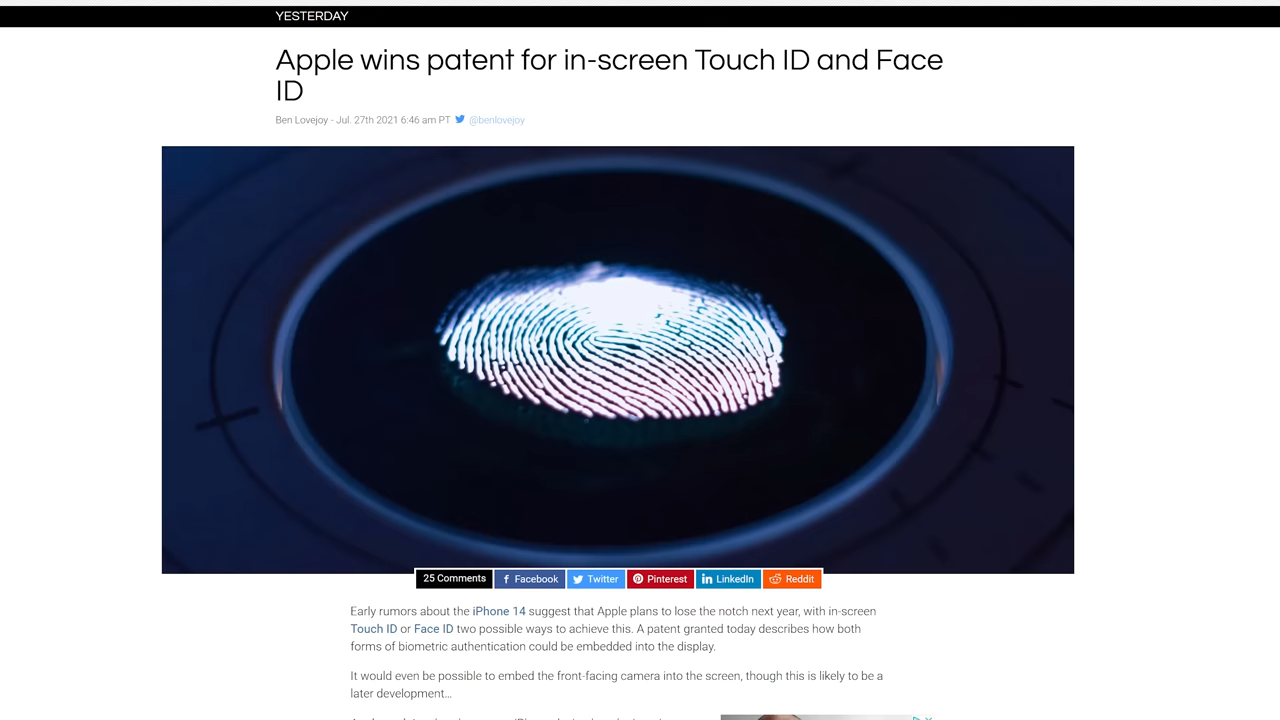 YESTERDAY
Apple wins patent for in-screen Touch ID and Face
ID
Ben Lovejoy - Jul. 27th 2021 6:46 am PT @benlovejoy
25 Comments Facebook Twitter Pinterest LinkedIn Reddit
Early rumors about the iPhone 14 suggest that Apple plans to lose the notch next year, with in-screen
Touch ID or Face ID two possible ways to achieve this. A patent granted today describes how both
forms of biometric authentication could be embedded into the display.
It would even be possible to embed the front-facing camera into the screen, though this is likely to be a
later development...